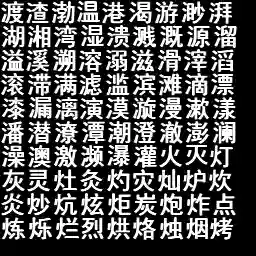 渡渣渤温港渴游渺湃
湖湘湾湿溃溅溉源溜
溢溪溯溶溺滋滑滓滔
滚滞满滤滥滨滩滴漂
漆漏漓演漠漩漫漱漾
潘潜潦潭潮澄澈澎澜
澡澳激濒瀑灌火灭灯
灰灵灶灸灼灾灿炉炊
炎炒炕炫炬炭炮炸点
炼烁烂烈烘烙烛烟烤